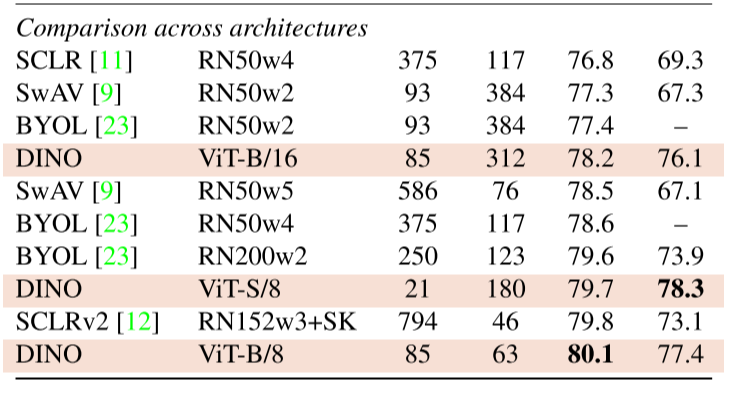 Comparison across architectures
SCLR [11] RN50w4 375 117 76.8 69.3
SwAV [9] RN50w2 93 384 77.3 67.3
BYOL [23] RN50w2 93 384 77.4 –
DINO ViT-B/16 85 312 78.2 76.1
SwAV [9] RN50w5 586 76 78.5 67.1
BYOL [23] RN50w4 375 117 78.6 –
BYOL [23] RN200w2 250 123 79.6 73.9
DINO ViT-S/8 21 180 79.7 78.3
SCLRv2 [12] RN152w3+SK 794 46 79.8 73.1
DINO ViT-B/8 85 63 80.1 77.4